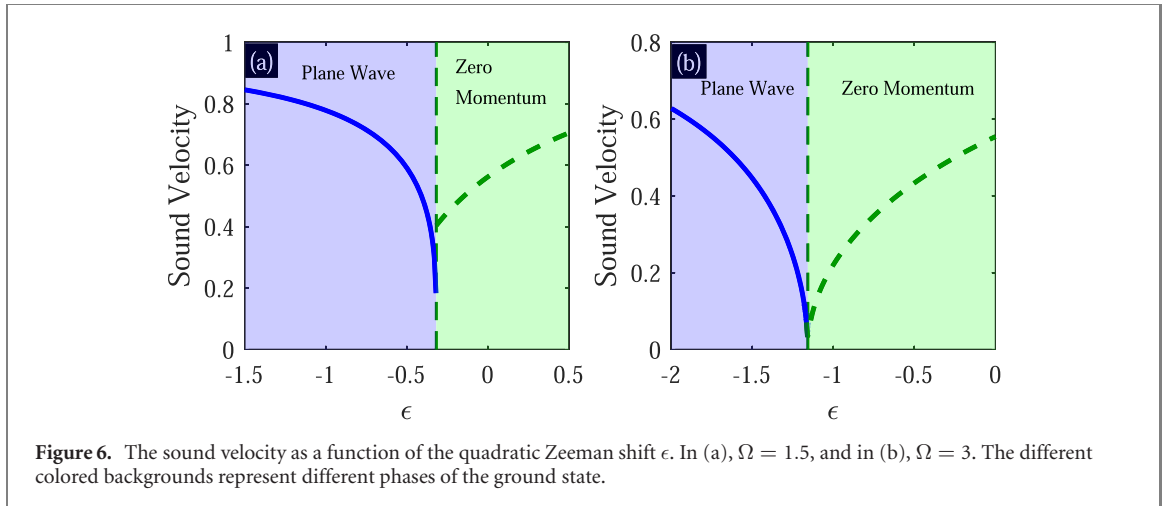 (a)
Plane Wave
Zero
Momentum
Sound Velocity
1
0.8
0.6
0.4
0.2
0
-1.5
-1
-0.5
0
0.5
ϵ
(b)
Plane Wave
Zero Momentum
Sound Velocity
0.8
0.6
0.4
0.2
0
-2
-1.5
-1
-0.5
0
ϵ
Figure 6. The sound velocity as a function of the quadratic Zeeman shift ϵ. In (a), Ω = 1.5, and in (b), Ω = 3. The different
colored backgrounds represent different phases of the ground state.